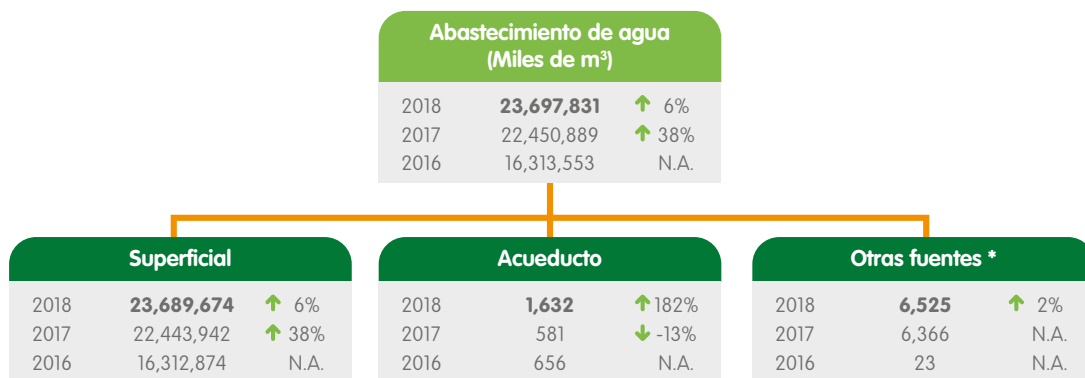 Abastecimiento de agua
(Miles de m³)
2018 23,697,831 ↑ 6%
2017 22,450,889 ↑ 38%
2016 16,313,553 N.A.
Superficial
2018 23,689,674 ↑ 6%
2017 22,443,942 ↑ 38%
2016 16,312,874 N.A.
Acueducto
2018 1,632 ↑ 182%
2017 581 ↓ -13%
2016 656 N.A.
Otras fuentes *
2018 6,525 ↑ 2%
2017 6,366 N.A.
2016 23 N.A.